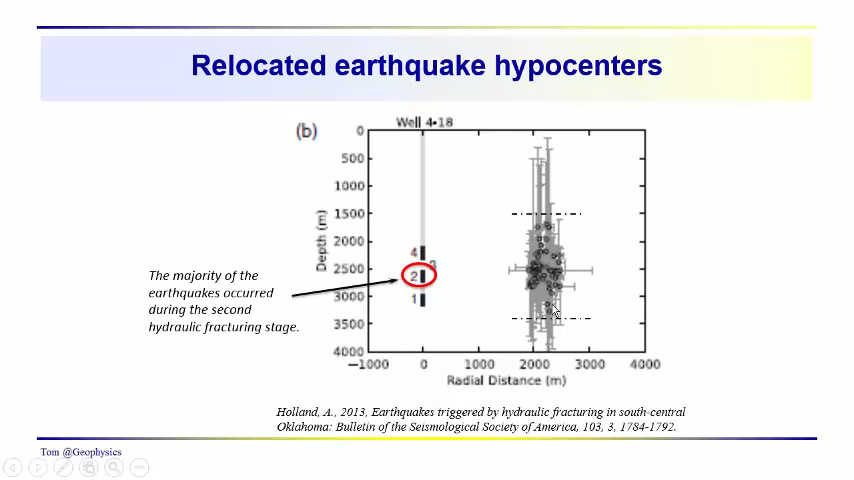 Relocated earthquake hypocenters
(b)
Well 4-18
0
500
1000
1500
2000
2500
3000
3500
4000
Depth (m)
4
3
2
1
The majority of the
earthquakes occurred
during the second
hydraulic fracturing stage.
−1000 0 1000 2000 3000 4000
Radial Distance (m)
Holland, A., 2013, Earthquakes triggered by hydraulic fracturing in south-central
Oklahoma: Bulletin of the Seismological Society of America, 103, 3, 1784-1792.
Tom @Geophysics